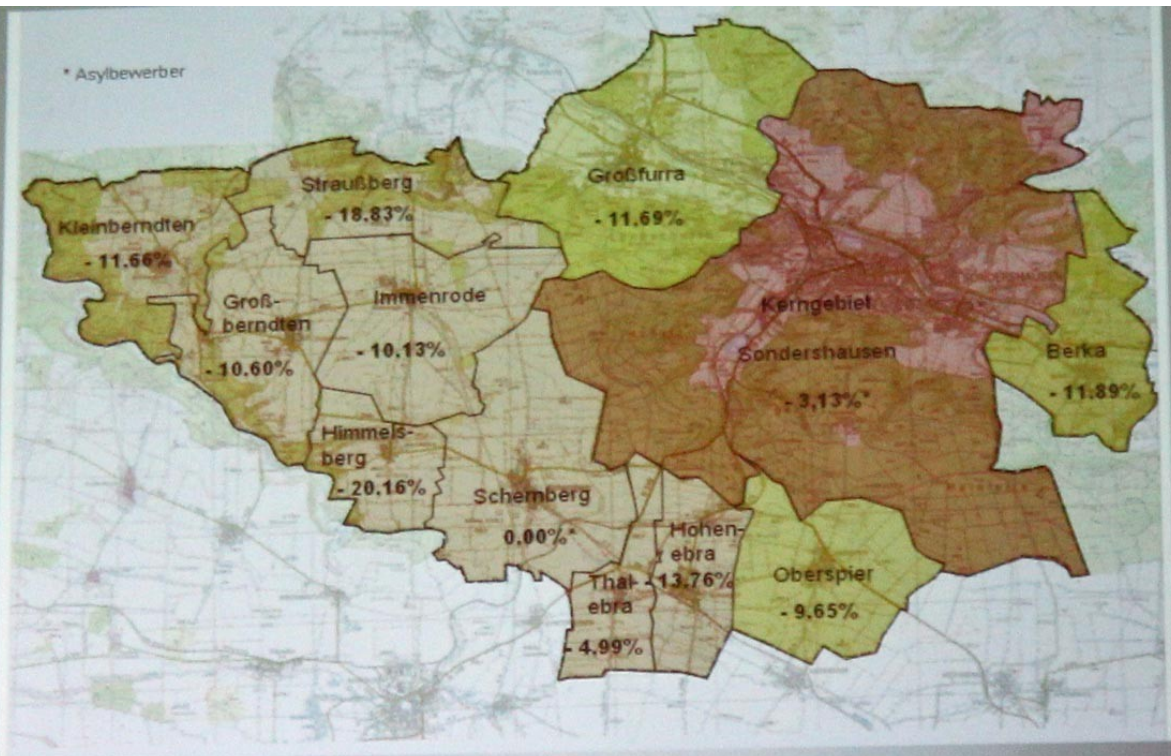 * Asylbewerber
Straußberg
- 18.83%
Großfurra
- 11.69%
Kleinberndten
- 11.66%
Groß-
berndten
- 10.60%
Immenrode
- 10.13%
Kerngebiet
Sondershausen
- 3,13%*
Berka
- 11.89%
Himmels-
berg
- 20.16%
Schernberg
0,00%*
Hohen-
ebra
- 13.76%
Thal-
ebra
- 4.99%
Oberspier
- 9.65%